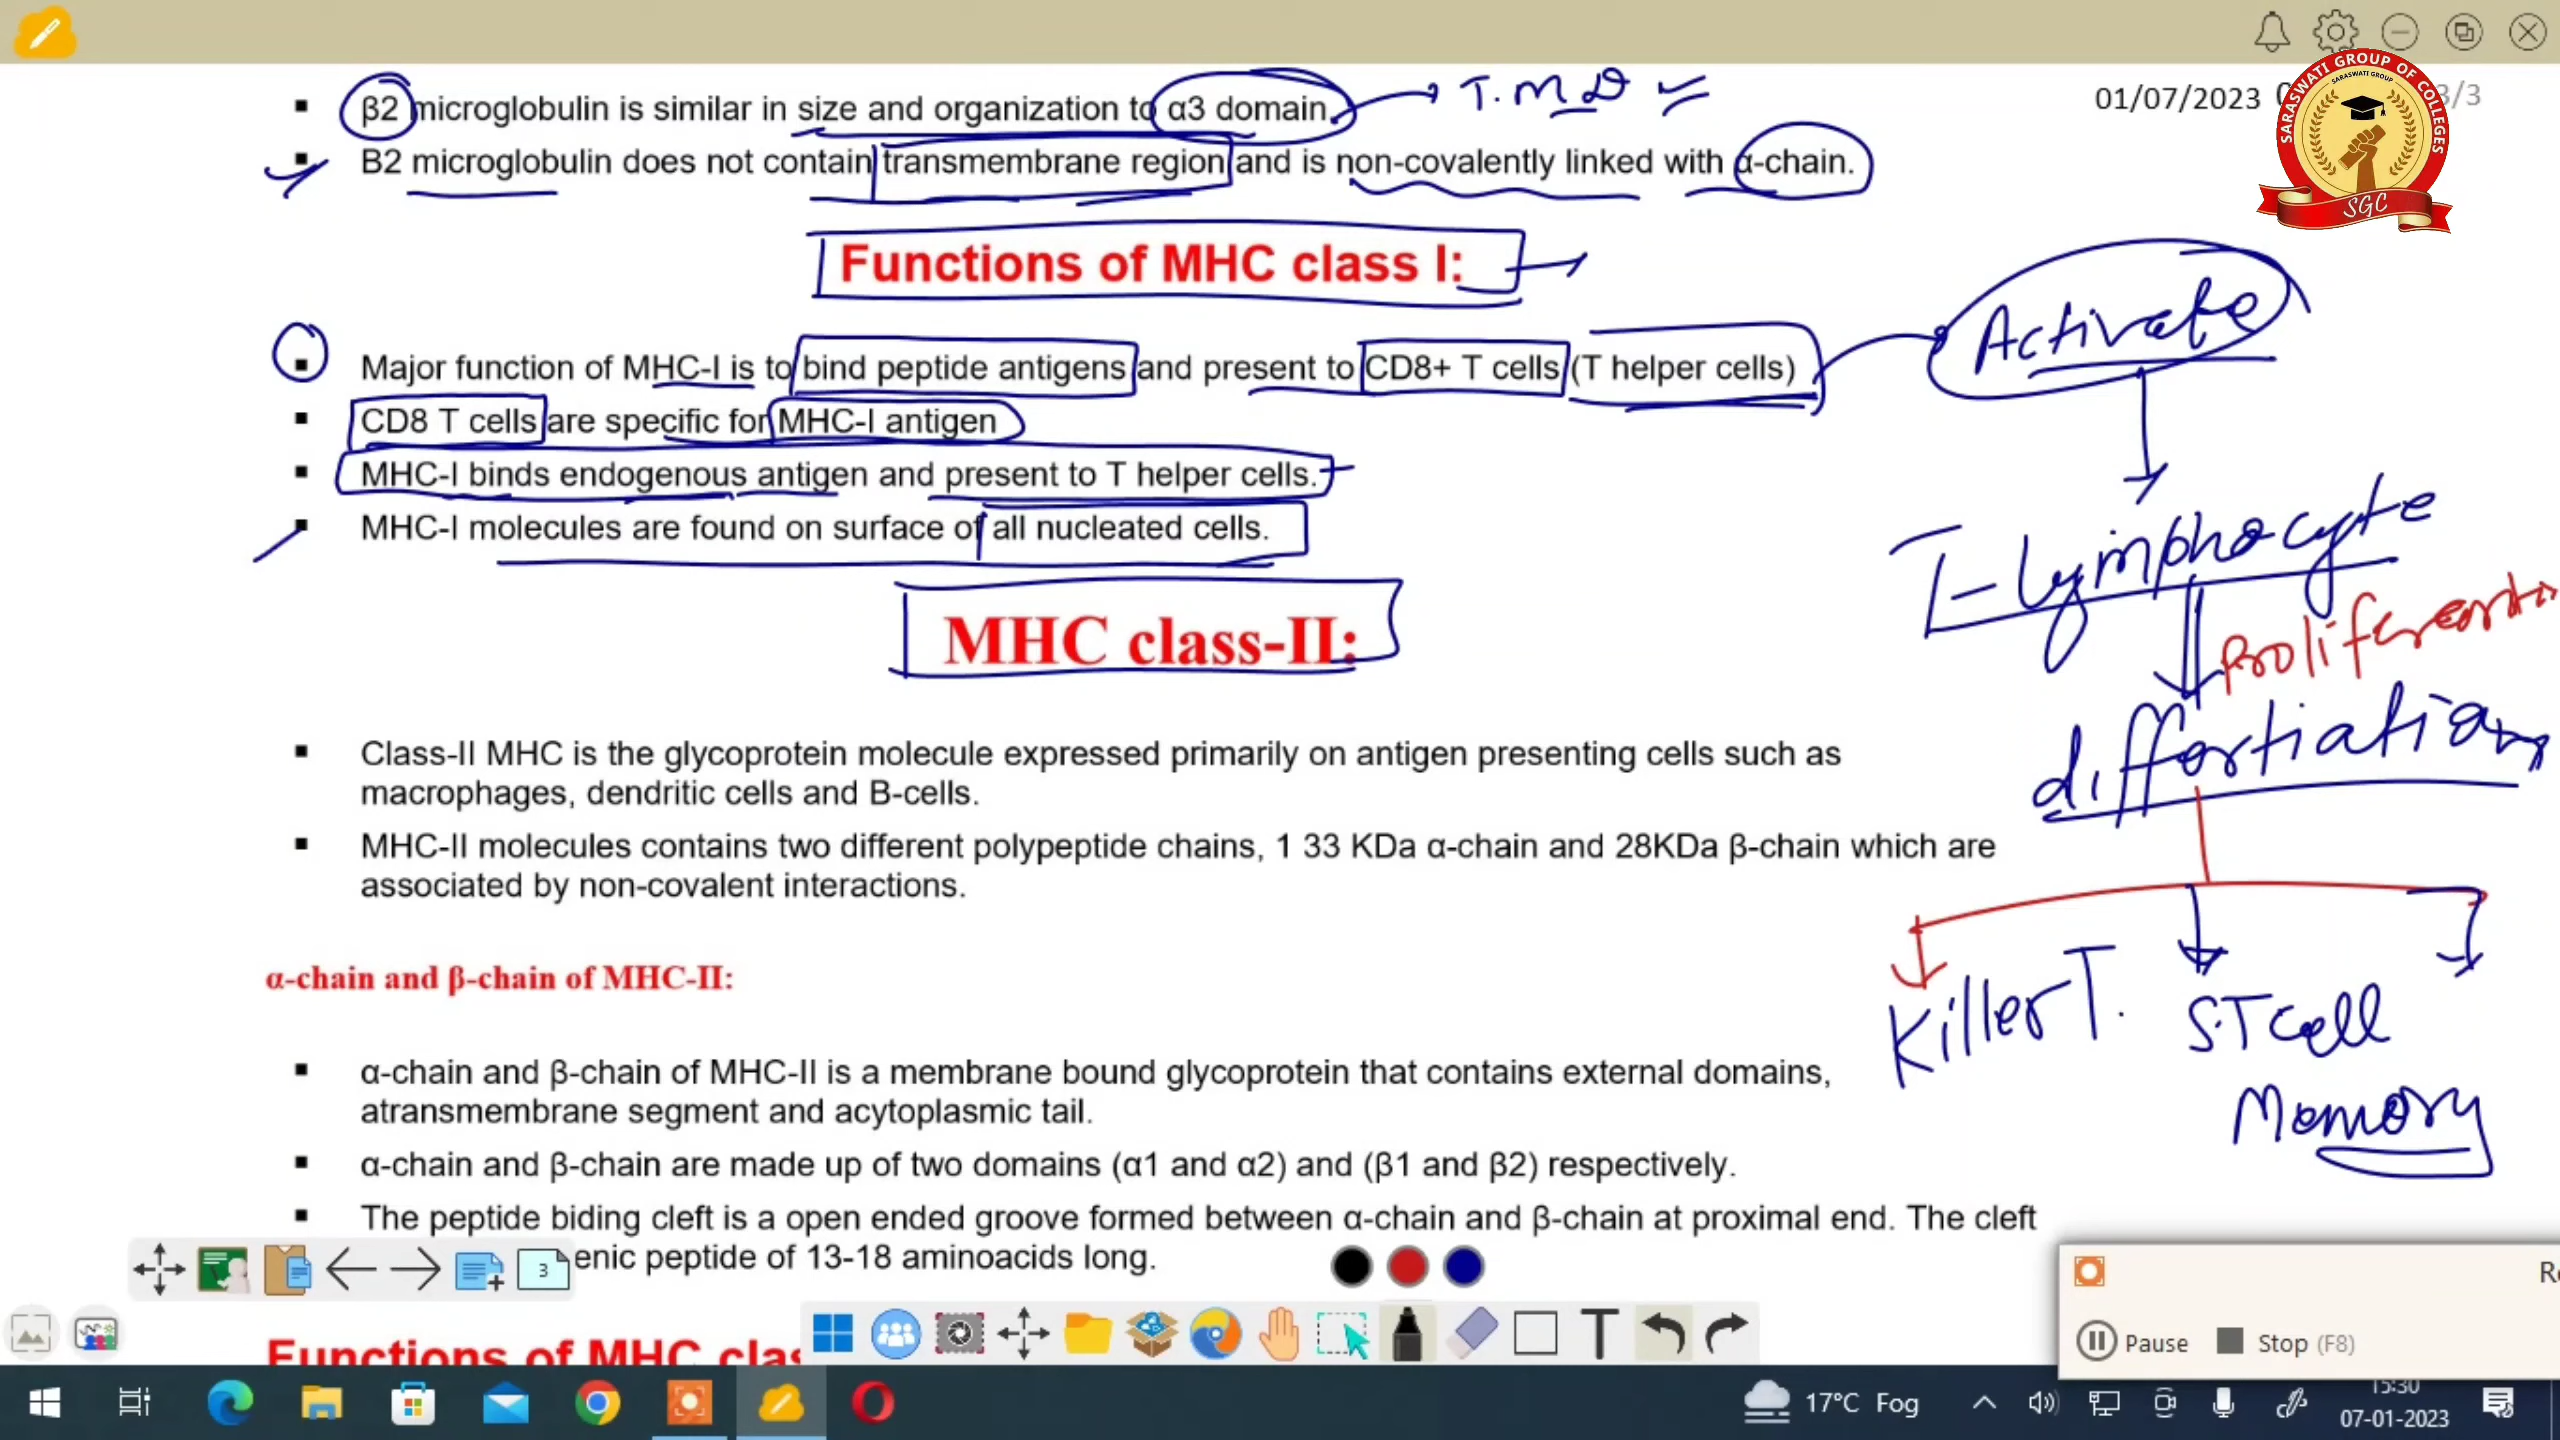 β2 microglobulin is similar in size and organization to α3 domain. T.M.D
01/07/2023
3/3
SARASWATI GROUP OF COLLEGES
SARASWATI GROUP
SGC
B2 microglobulin does not contain transmembrane region and is non-covalently linked with α-chain.
Functions of MHC class I:
Activate
Major function of MHC-I is to bind peptide antigens and present to CD8+ T cells (T helper cells)
CD8 T cells are specific for MHC-I antigen
MHC-I binds endogenous antigen and present to T helper cells.
MHC-I molecules are found on surface of all nucleated cells.
T-lymphocyte
MHC class-II:
differtiation
Class-II MHC is the glycoprotein molecule expressed primarily on antigen presenting cells such as
macrophages, dendritic cells and B-cells.
MHC-II molecules contains two different polypeptide chains, 1 33 KDa α-chain and 28KDa β-chain which are
associated by non-covalent interactions.
α-chain and β-chain of MHC-II:
Killer T. S.T cell
Memory
α-chain and β-chain of MHC-II is a membrane bound glycoprotein that contains external domains,
atransmembrane segment and acytoplasmic tail.
α-chain and β-chain are made up of two domains (α1 and α2) and (β1 and β2) respectively.
The peptide biding cleft is a open ended groove formed between α-chain and β-chain at proximal end. The cleft
enic peptide of 13-18 aminoacids long.
3
Functions of MHC clas
Pause Stop (F8)
17°C Fog
15:30
07-01-2023